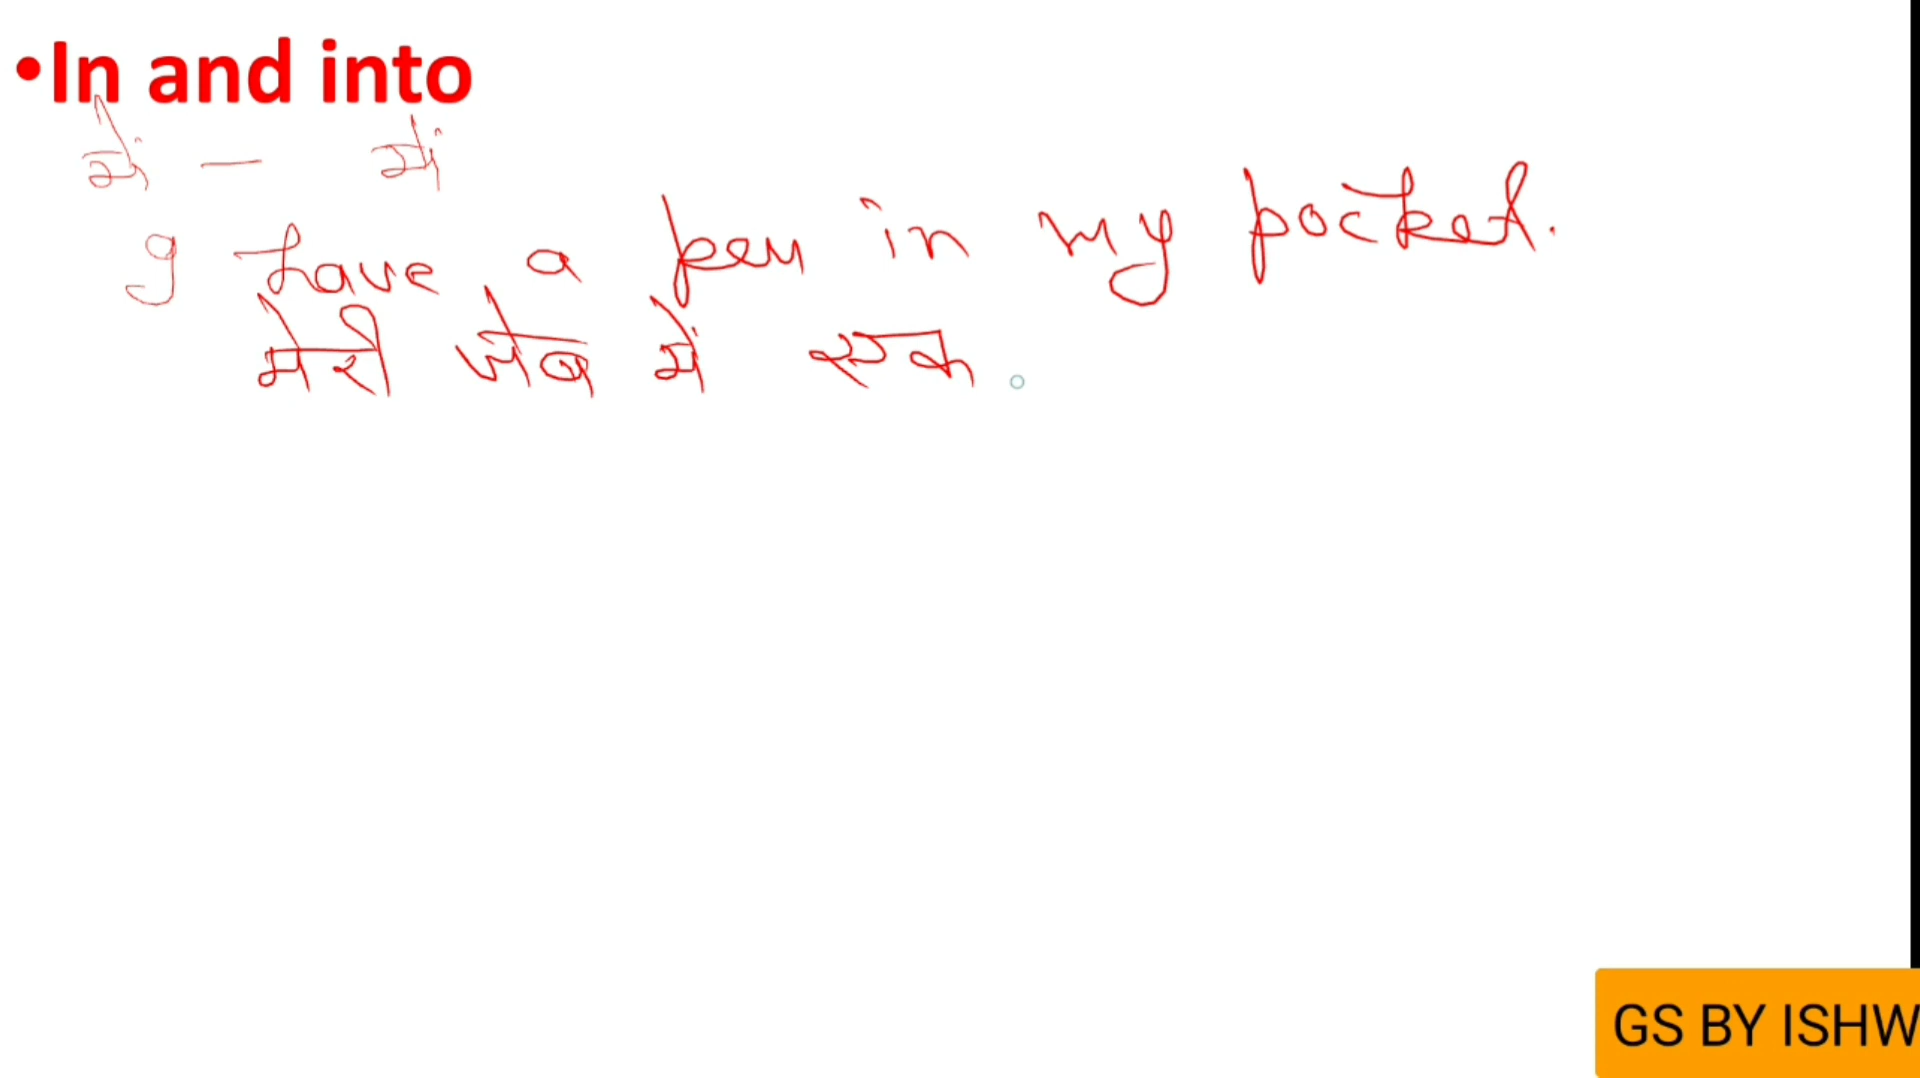 •In and into
में — में
I have a pen in my pocket.
मेरी जेब में एक
GS BY ISHW